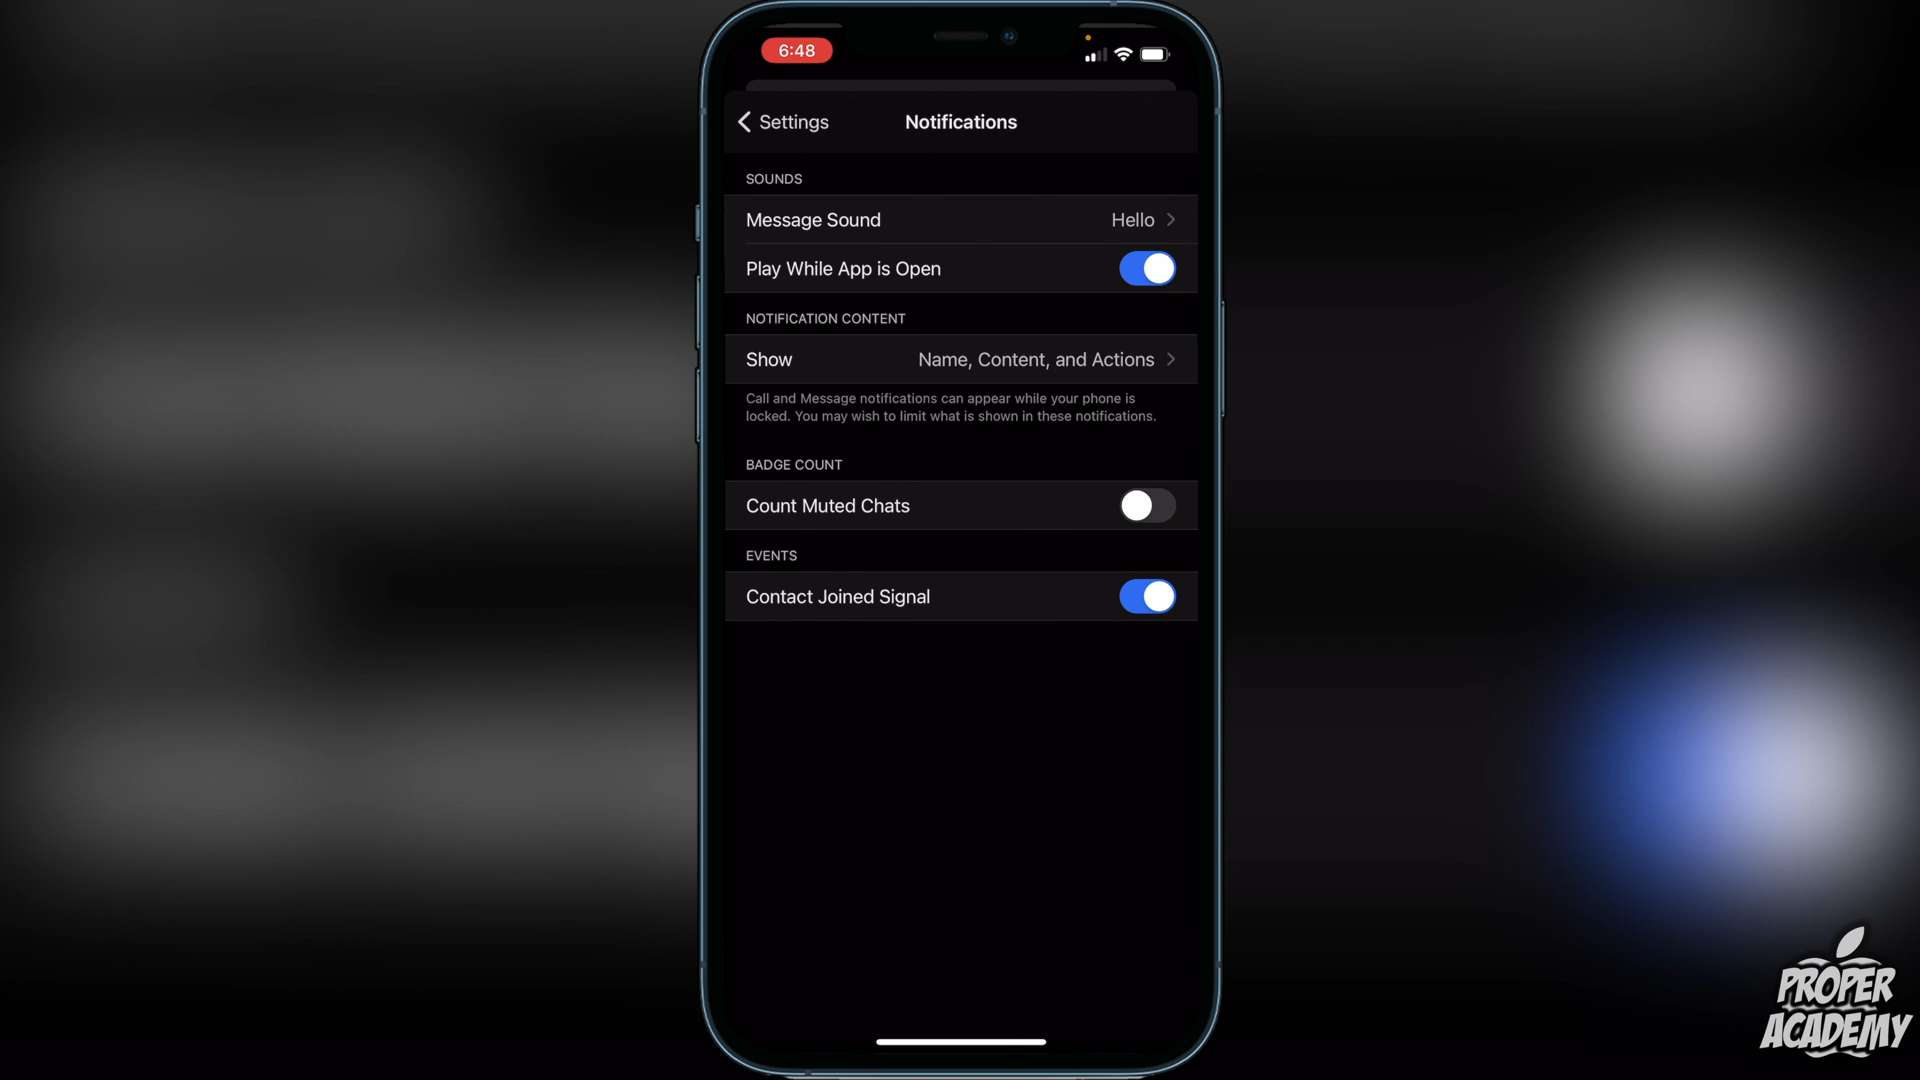 6:48
Settings
Notifications
SOUNDS
Message Sound
Hello
Play While App is Open
NOTIFICATION CONTENT
Show
Name, Content, and Actions
Call and Message notifications can appear while your phone is
locked. You may wish to limit what is shown in these notifications.
BADGE COUNT
Count Muted Chats
EVENTS
Contact Joined Signal
PROPER
ACADEMY